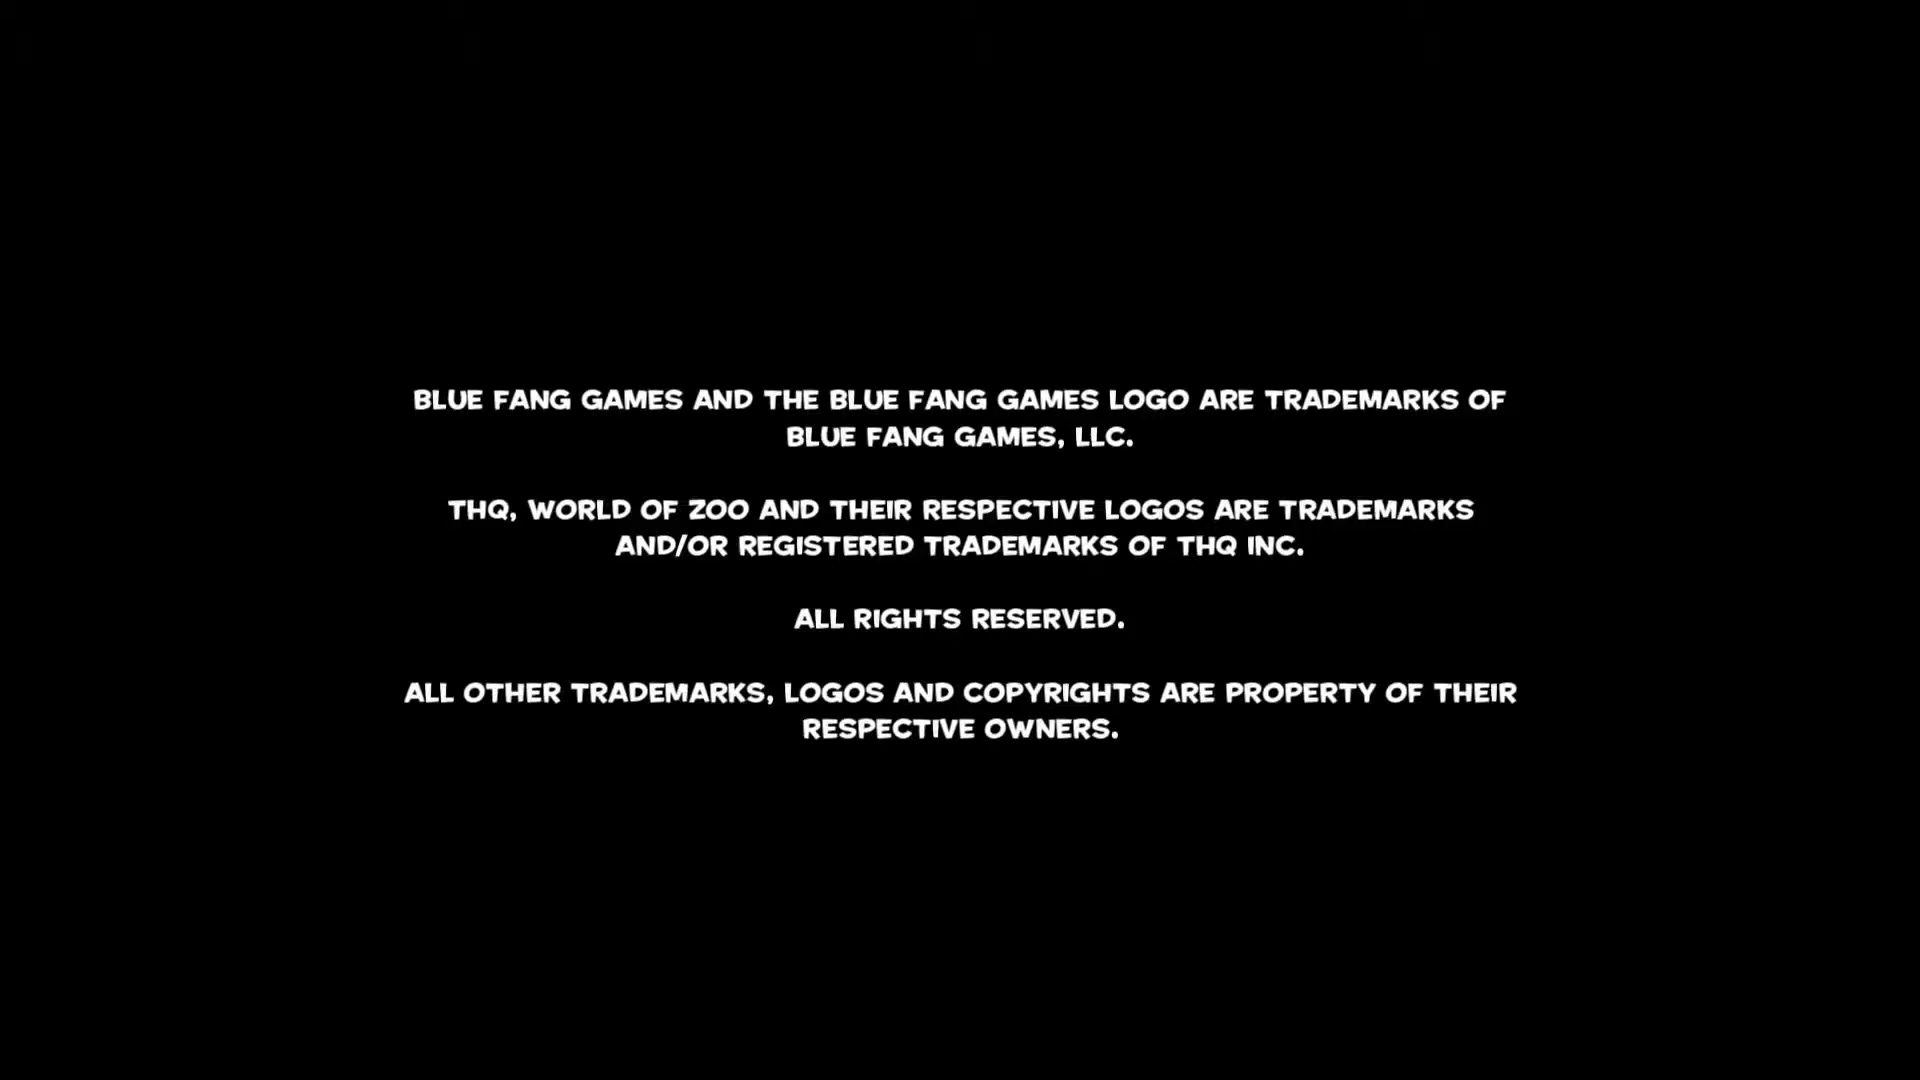 BLUE FANG GAMES AND THE BLUE FANG GAMES LOGO ARE TRADEMARKS OF
BLUE FANG GAMES, LLC.
THQ, WORLD OF ZOO AND THEIR RESPECTIVE LOGOS ARE TRADEMARKS
AND/OR REGISTERED TRADEMARKS OF THQ INC.
ALL RIGHTS RESERVED.
ALL OTHER TRADEMARKS, LOGOS AND COPYRIGHTS ARE PROPERTY OF THEIR
RESPECTIVE OWNERS.